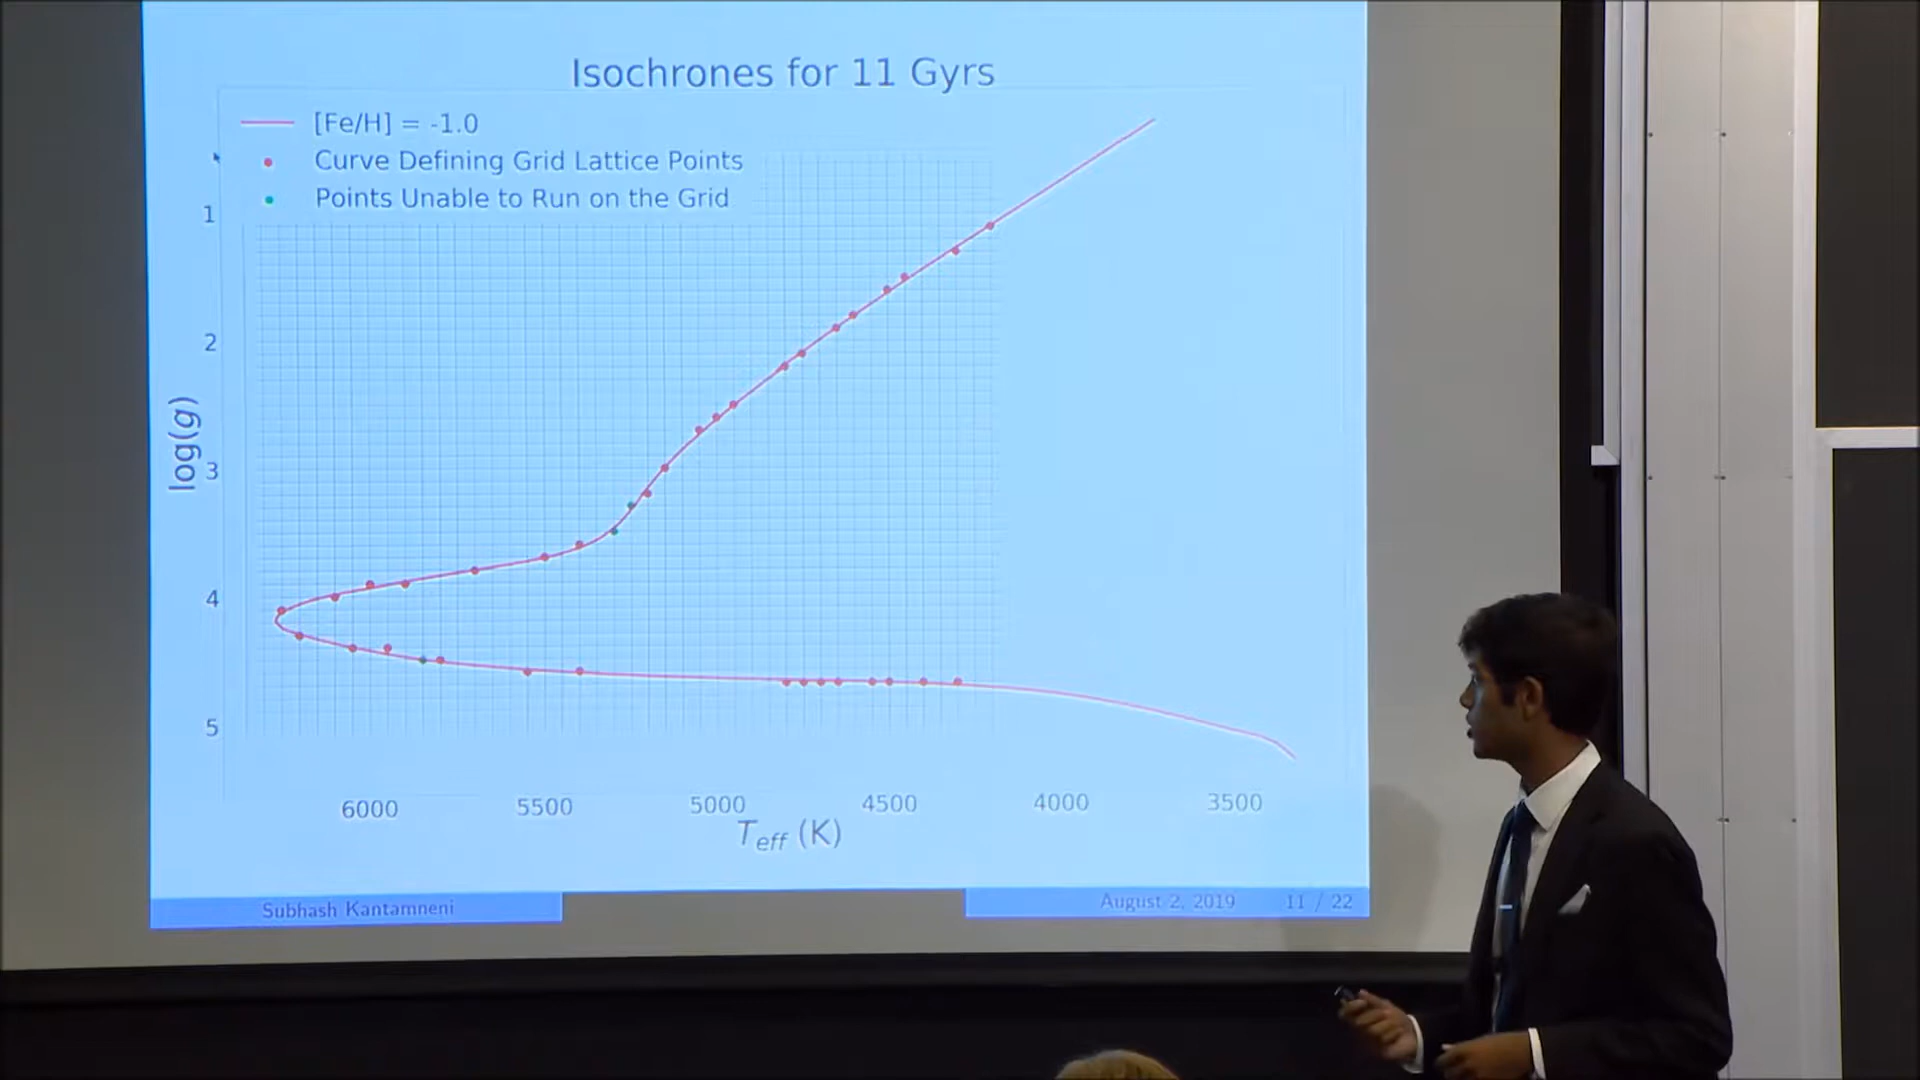 Isochrones for 11 Gyrs
[Fe/H] = -1.0
Curve Defining Grid Lattice Points
Points Unable to Run on the Grid
1
2
3
4
5
log(g)
6000 5500 5000 4500 4000 3500
Teff (K)
Subhash Kantamneni August 2, 2019 11 / 22